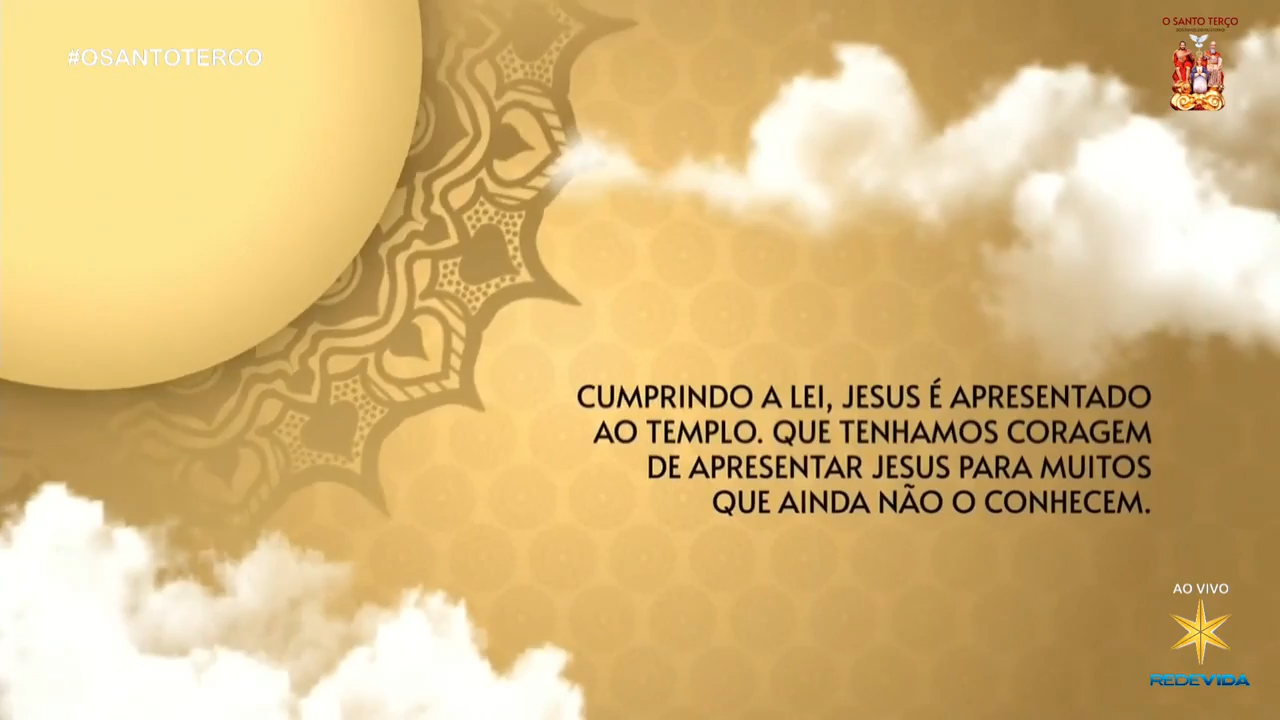 #OSANTOTERCO
O SANTO TERÇO
CUMPRINDO A LEI, JESUS É APRESENTADO
AO TEMPLO. QUE TENHAMOS CORAGEM
DE APRESENTAR JESUS PARA MUITOS
QUE AINDA NÃO O CONHECEM.
AO VIVO
REDEVIDA